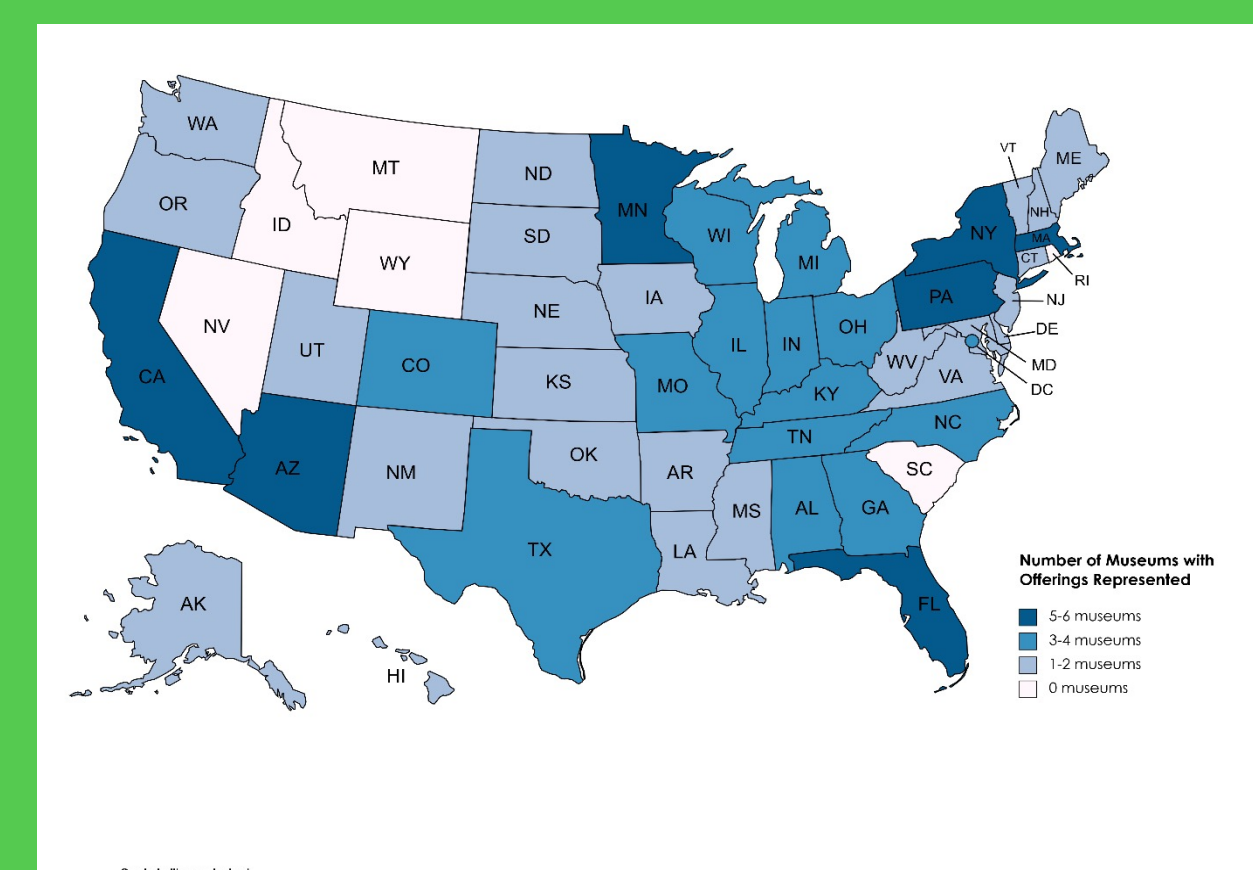 WA
MT
ND
MN
VT
ME
OR
ID
SD
WI
MI
NY
NH
MA
CT
RI
WY
NE
IA
PA
NJ
NV
UT
CO
KS
IL
IN
OH
DE
MD
DC
CA
MO
KY
WV
VA
AZ
NM
OK
AR
TN
NC
SC
TX
LA
MS
AL
GA
FL
AK
HI
Number of Museums with
Offerings Represented
5-6 museums
3-4 museums
1-2 museums
0 museums